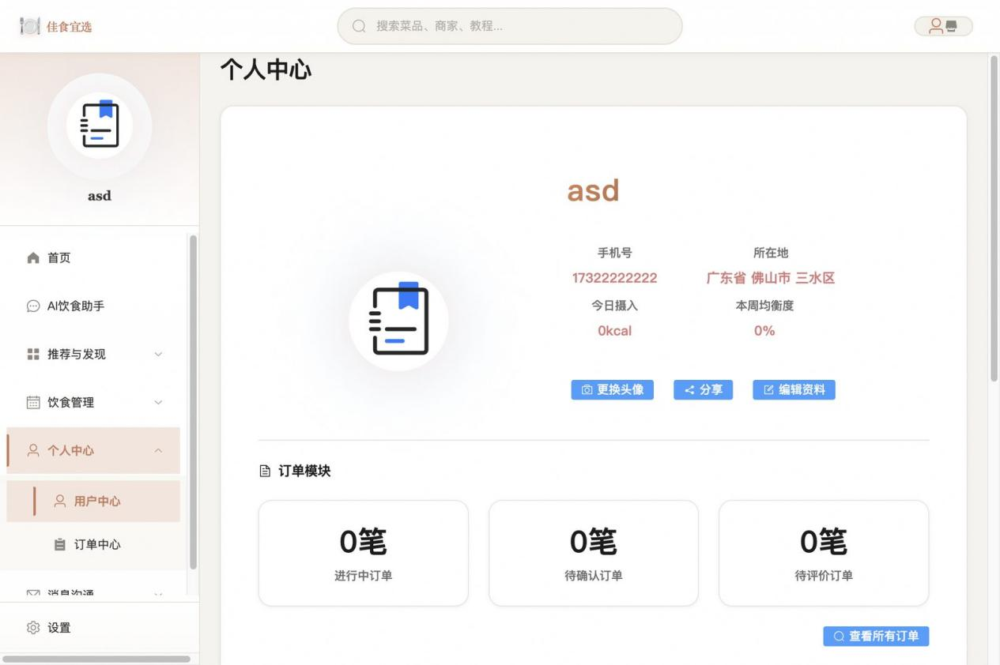 佳食宜选
搜索菜品、商家、教程...
asd
首页
AI饮食助手
推荐与发现
饮食管理
个人中心
用户中心
订单中心
消息沟通
设置
个人中心
asd
手机号 所在地
17322222222 广东省 佛山市 三水区
今日摄入 本周均衡度
0kcal 0%
更换头像 分享 编辑资料
订单模块
0笔 0笔 0笔
进行中订单 待确认订单 待评价订单
查看所有订单